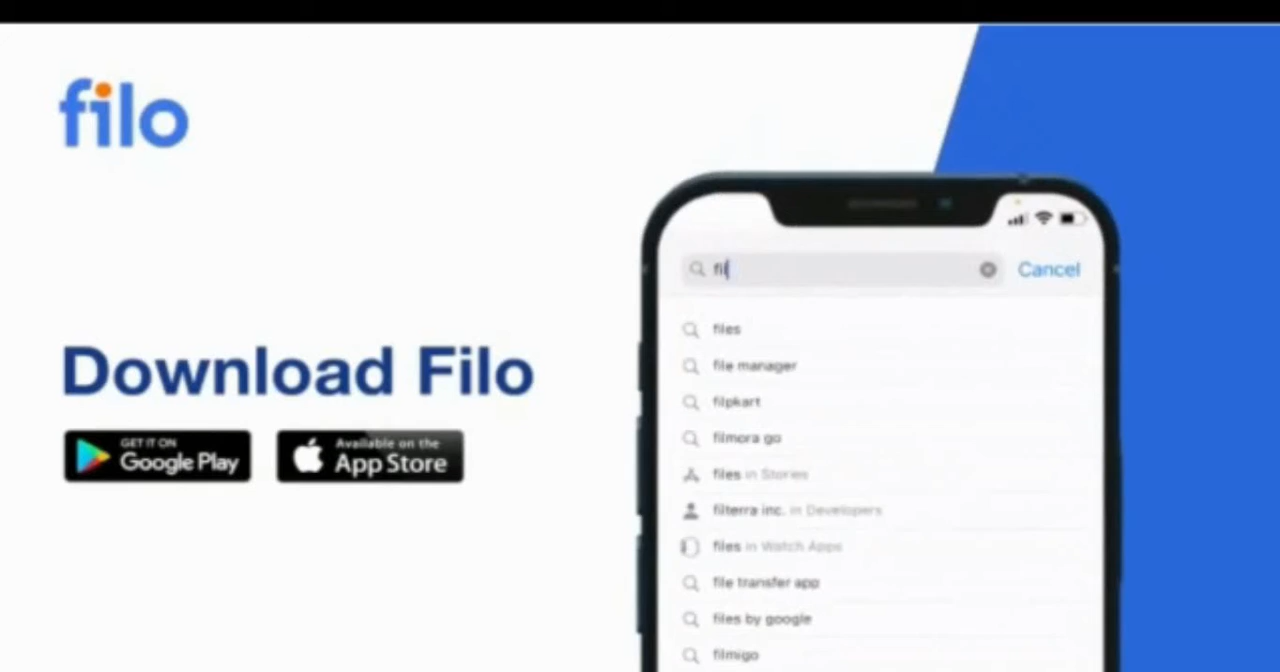 filo
Download Filo
GET IT ON
Google Play
Available on the
App Store
fil
Cancel
files
file manager
filpkart
filmora go
files in Stories
filterra inc. in Developers
files in Watch Apps
file transfer app
files by google
filmigo